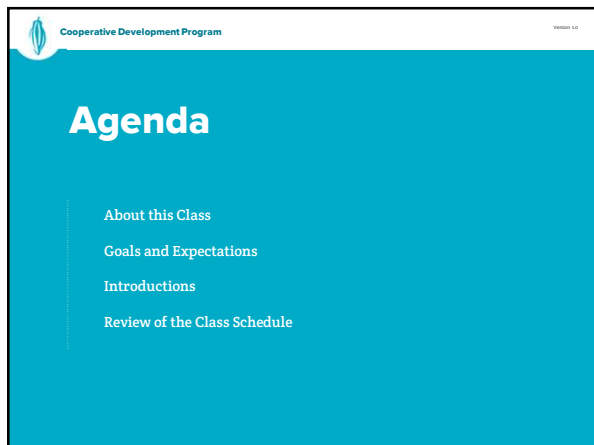 Cooperative Development Program
Version 1.0
Agenda
About this Class
Goals and Expectations
Introductions
Review of the Class Schedule